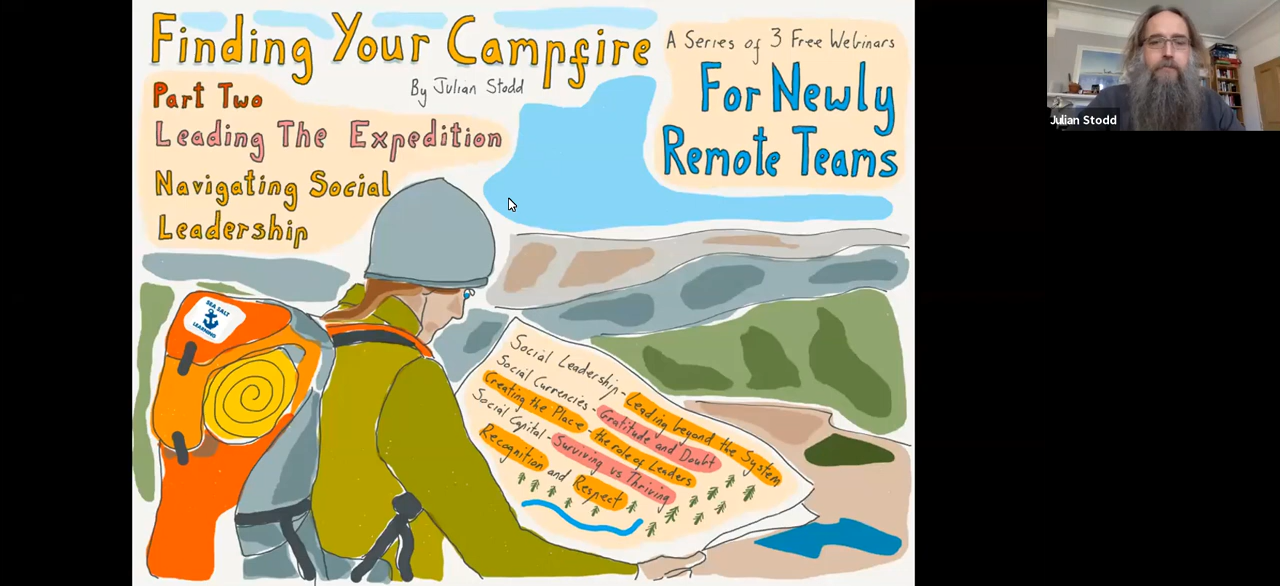 Finding Your Campfire
By Julian Stodd
A Series of 3 Free Webinars
For Newly
Remote Teams
Part Two
Leading The Expedition
Navigating Social
Leadership
SEA SALT
LEARNING
Social Leadership - Leading beyond the System
Social Currencies - Gratitude and Doubt
Creating the Place - the role of Leaders
Social Capital - Surviving vs Thriving
Recognition and Respect
Julian Stodd